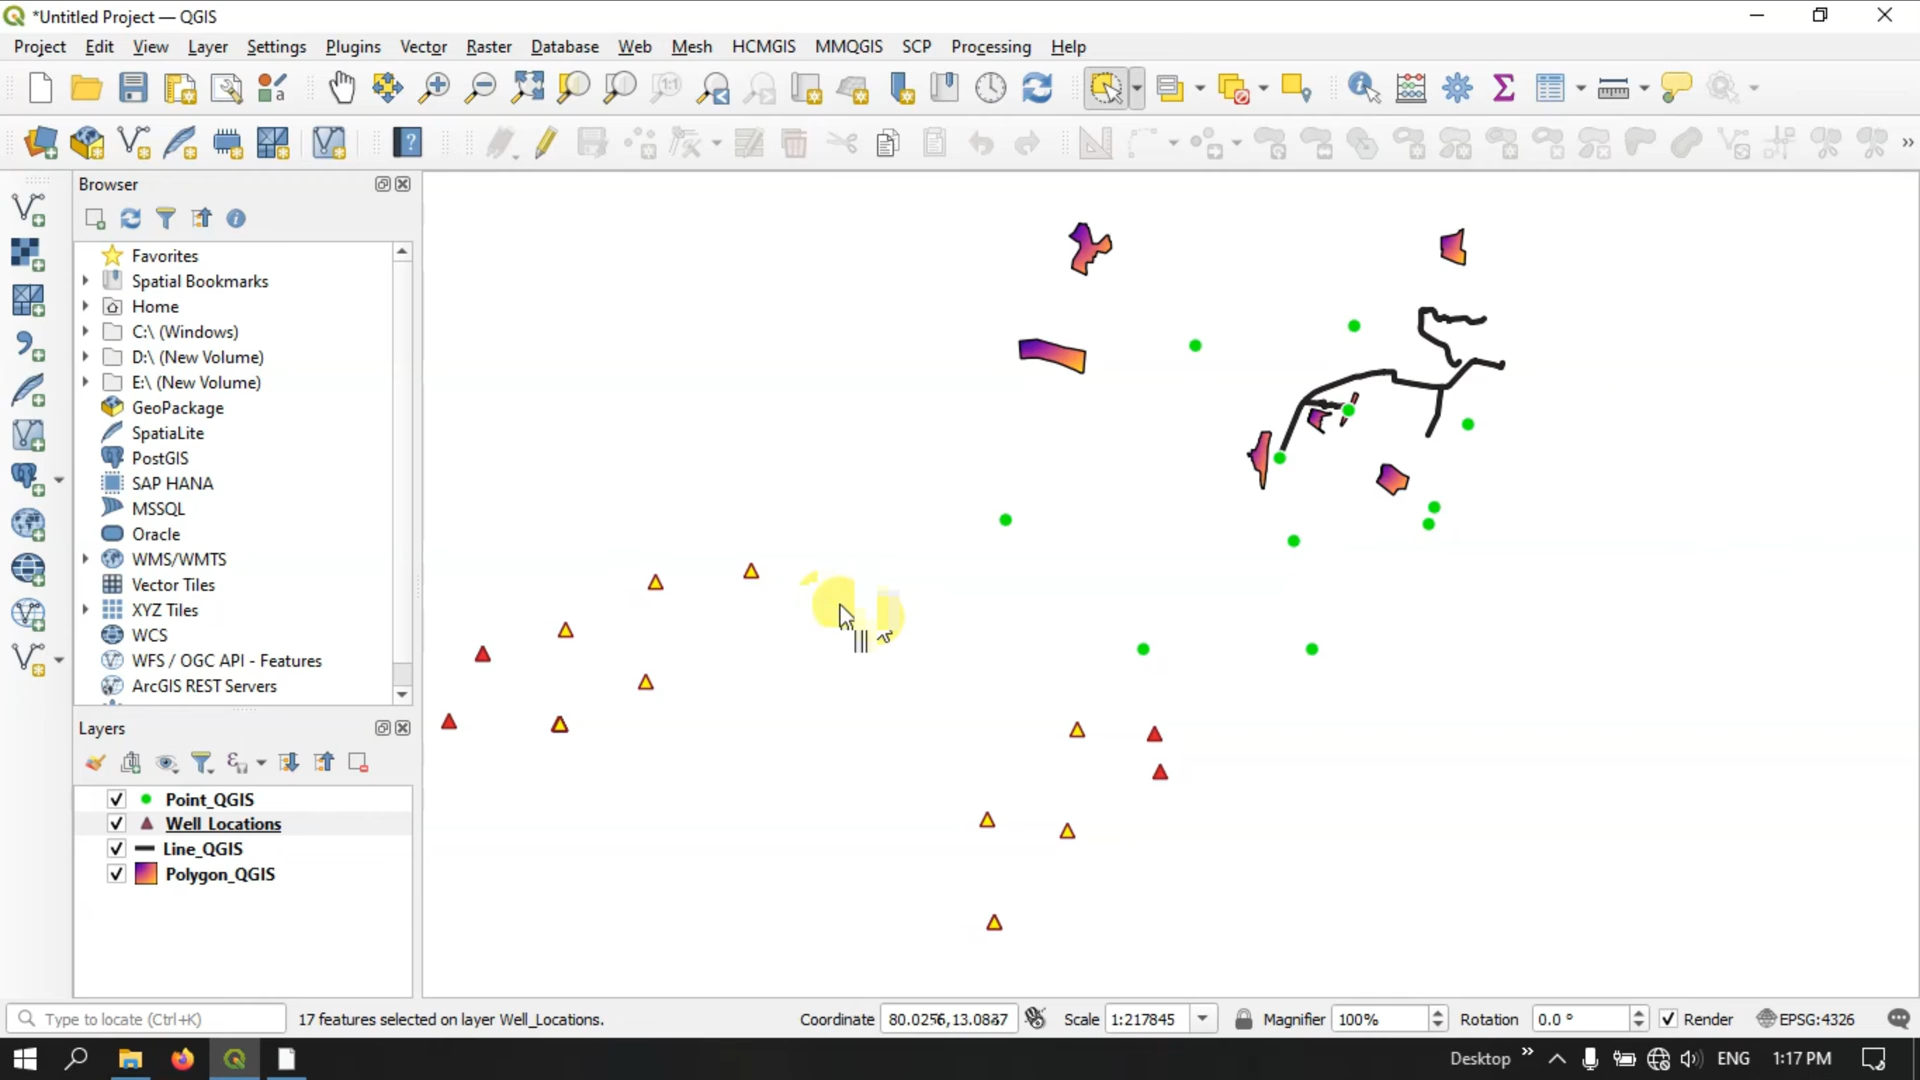 *Untitled Project — QGIS
Project Edit View Layer Settings Plugins Vector Raster Database Web Mesh HCMGIS MMQGIS SCP Processing Help
Browser
Favorites
Spatial Bookmarks
Home
C:\ (Windows)
D:\ (New Volume)
E:\ (New Volume)
GeoPackage
SpatiaLite
PostGIS
SAP HANA
MSSQL
Oracle
WMS/WMTS
Vector Tiles
XYZ Tiles
WCS
WFS / OGC API - Features
ArcGIS REST Servers
Layers
Point_QGIS
Well_Locations
Line_QGIS
Polygon_QGIS
Type to locate (Ctrl+K) 17 features selected on layer Well_Locations. Coordinate Scale 1:217845 Magnifier 100% Rotation 0.0 ° Render EPSG:4326
Desktop ENG 1:17 PM